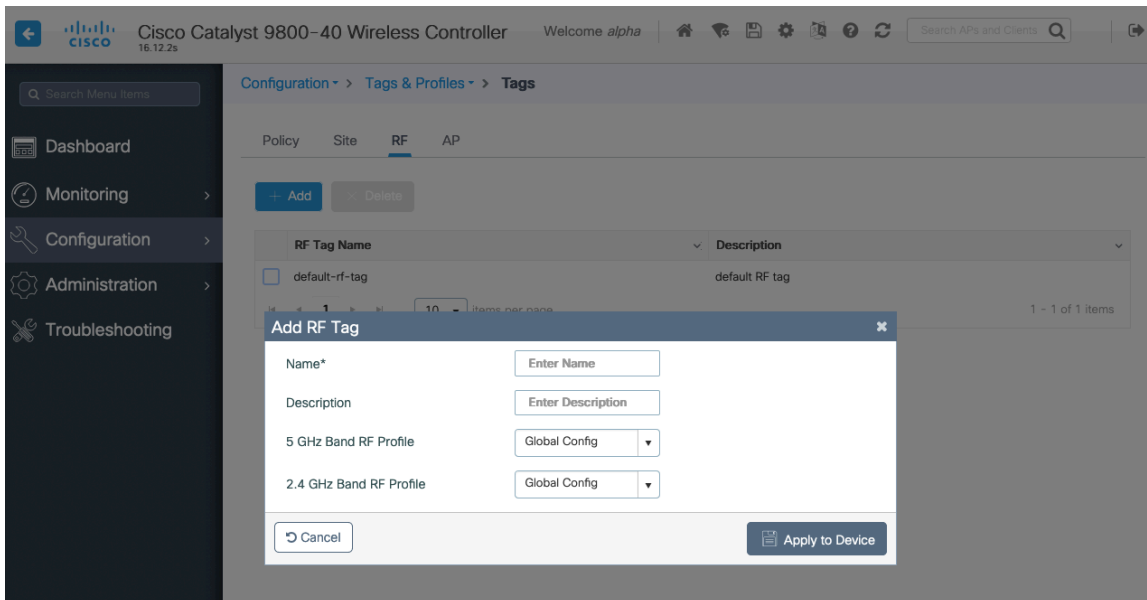 CISCO
Cisco Catalyst 9800-40 Wireless Controller
16.12.2s
Welcome alpha
Search APs and Clients
Search Menu Items
Dashboard
Monitoring
Configuration
Administration
Troubleshooting
Configuration > Tags & Profiles > Tags
Policy Site RF AP
+ Add × Delete
RF Tag Name Description
default-rf-tag default RF tag
1 10 items per page 1 - 1 of 1 items
Add RF Tag
Name* Enter Name
Description Enter Description
5 GHz Band RF Profile Global Config
2.4 GHz Band RF Profile Global Config
Cancel Apply to Device